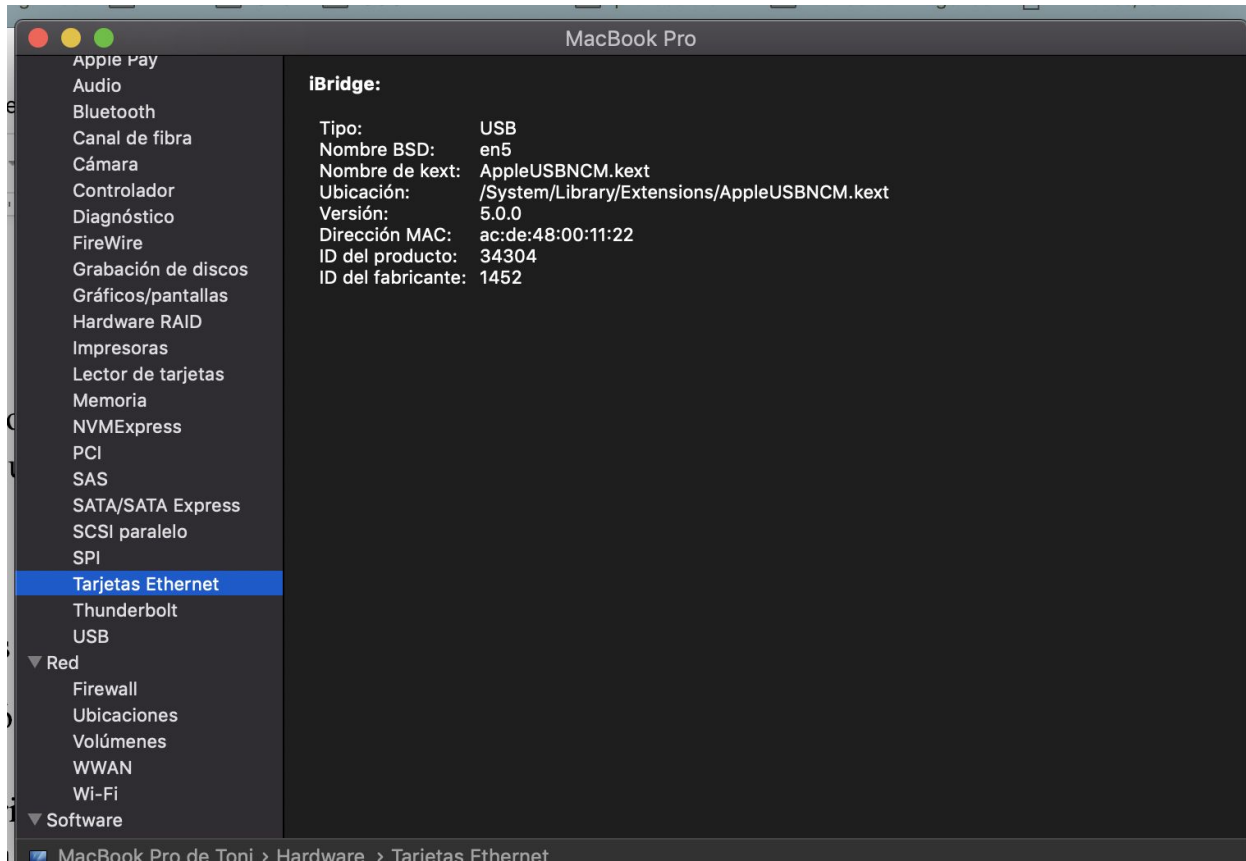 MacBook Pro
Apple Pay
Audio
Bluetooth
Canal de fibra
Cámara
Controlador
Diagnóstico
FireWire
Grabación de discos
Gráficos/pantallas
Hardware RAID
Impresoras
Lector de tarjetas
Memoria
NVMExpress
PCI
SAS
SATA/SATA Express
SCSI paralelo
SPI
Tarjetas Ethernet
Thunderbolt
USB
Red
Firewall
Ubicaciones
Volúmenes
WWAN
Wi-Fi
Software
iBridge:
Tipo: USB
Nombre BSD: en5
Nombre de kext: AppleUSBNCM.kext
Ubicación: /System/Library/Extensions/AppleUSBNCM.kext
Versión: 5.0.0
Dirección MAC: ac:de:48:00:11:22
ID del producto: 34304
ID del fabricante: 1452
MacBook Pro de Toni › Hardware › Tarjetas Ethernet